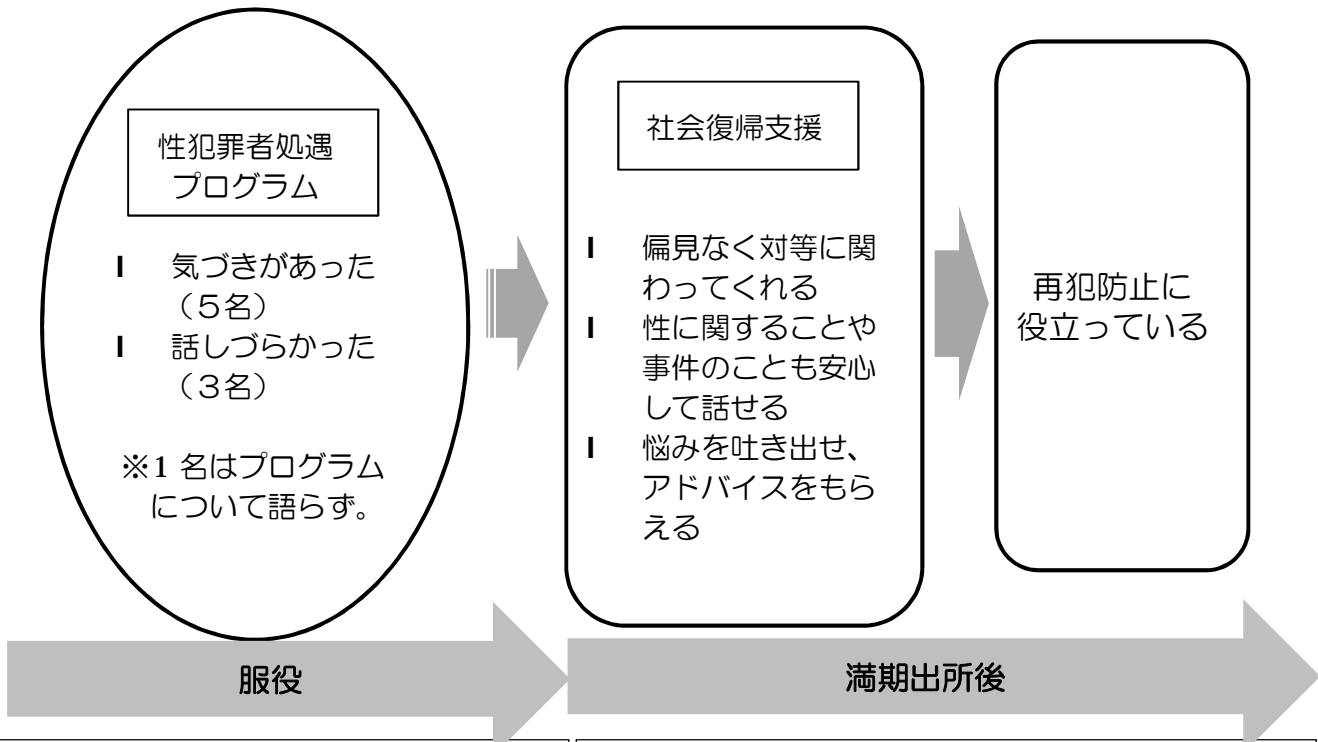 性犯罪者処遇
プログラム
l 気づきがあった
（５名）
l 話しづらかった
（３名）
※1 名はプログラム
について語らず。
社会復帰支援
l 偏見なく対等に関
わってくれる
l 性に関することや
事件のことも安心
して話せる
l 悩みを吐き出せ、
アドバイスをもら
える
再犯防止に
役立っている
服役
満期出所後